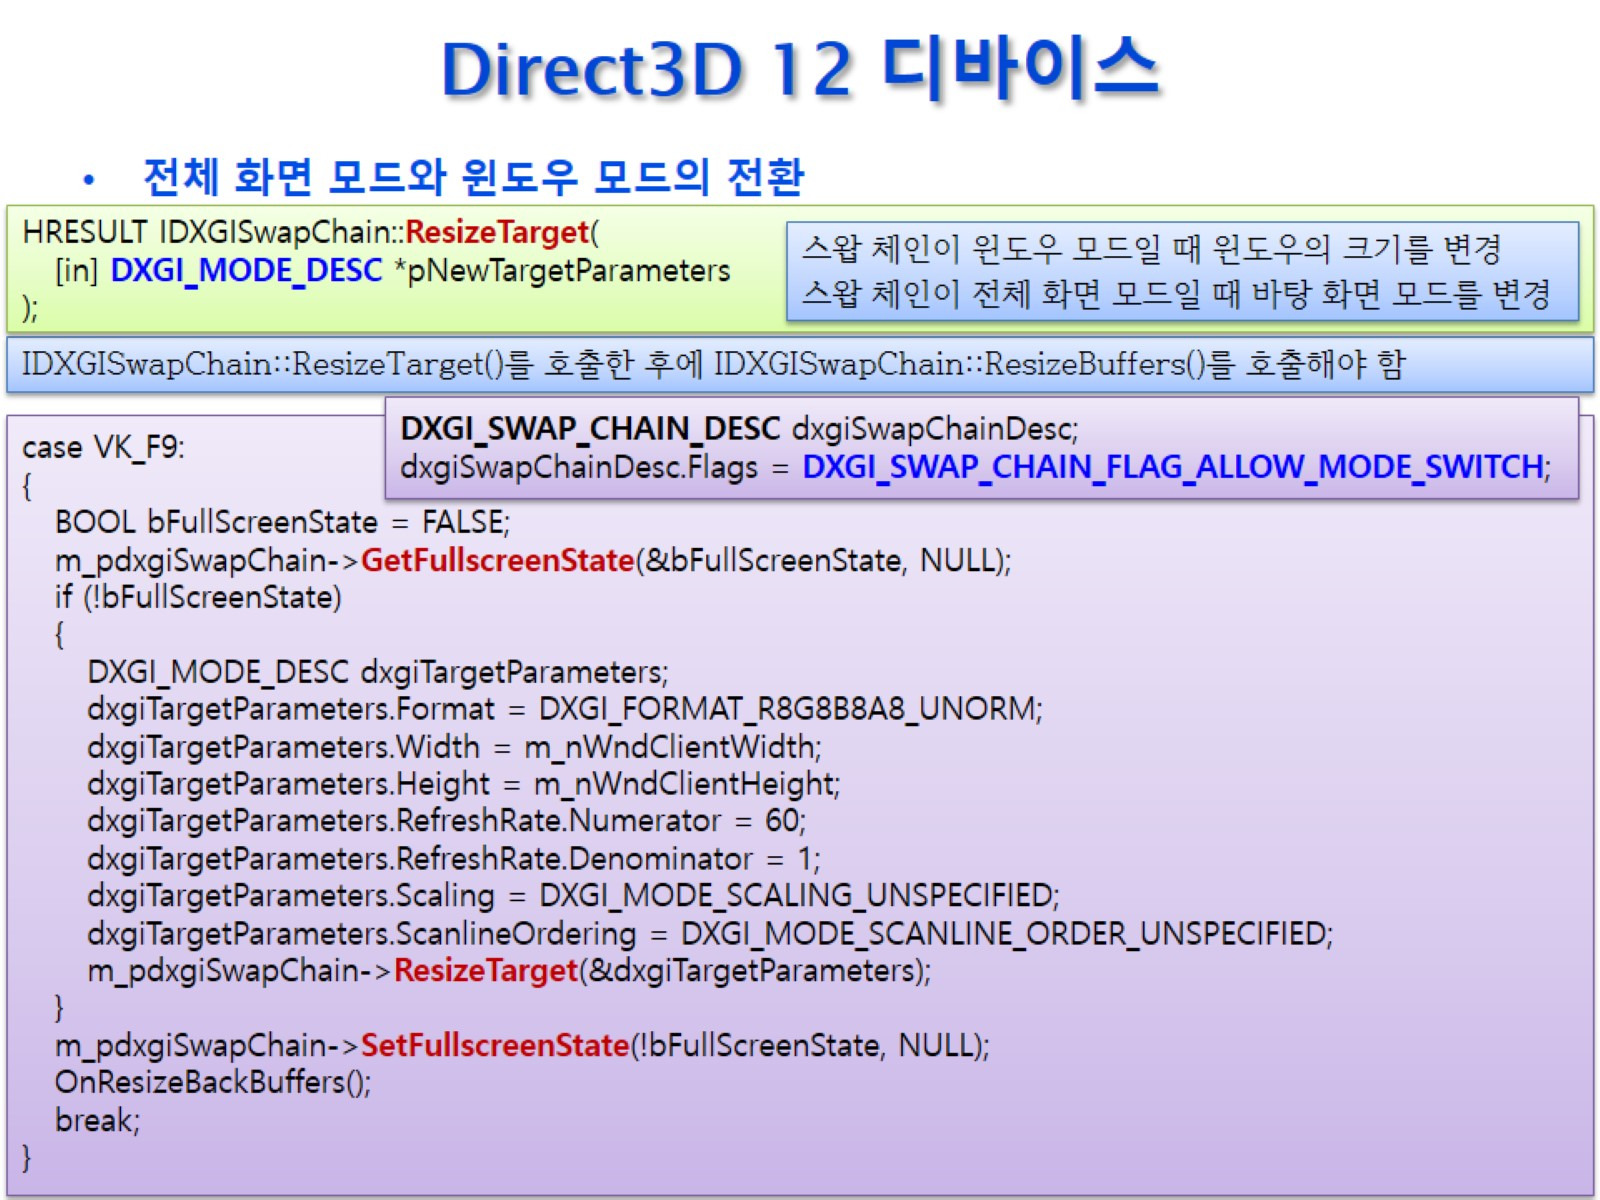 Direct3D 12 디바이스
• 전체 화면 모드와 윈도우 모드의 전환
HRESULT IDXGISwapChain::ResizeTarget(
[in] DXGI_MODE_DESC *pNewTargetParameters
);
스왑 체인이 윈도우 모드일 때 윈도우의 크기를 변경
스왑 체인이 전체 화면 모드일 때 바탕 화면 모드를 변경
IDXGISwapChain::ResizeTarget()를 호출한 후에 IDXGISwapChain::ResizeBuffers()를 호출해야 함
DXGI_SWAP_CHAIN_DESC dxgiSwapChainDesc;
dxgiSwapChainDesc.Flags = DXGI_SWAP_CHAIN_FLAG_ALLOW_MODE_SWITCH;
case VK_F9:
{
BOOL bFullScreenState = FALSE;
m_pdxgiSwapChain->GetFullscreenState(&bFullScreenState, NULL);
if (!bFullScreenState)
{
DXGI_MODE_DESC dxgiTargetParameters;
dxgiTargetParameters.Format = DXGI_FORMAT_R8G8B8A8_UNORM;
dxgiTargetParameters.Width = m_nWndClientWidth;
dxgiTargetParameters.Height = m_nWndClientHeight;
dxgiTargetParameters.RefreshRate.Numerator = 60;
dxgiTargetParameters.RefreshRate.Denominator = 1;
dxgiTargetParameters.Scaling = DXGI_MODE_SCALING_UNSPECIFIED;
dxgiTargetParameters.ScanlineOrdering = DXGI_MODE_SCANLINE_ORDER_UNSPECIFIED;
m_pdxgiSwapChain->ResizeTarget(&dxgiTargetParameters);
}
m_pdxgiSwapChain->SetFullscreenState(!bFullScreenState, NULL);
OnResizeBackBuffers();
break;
}